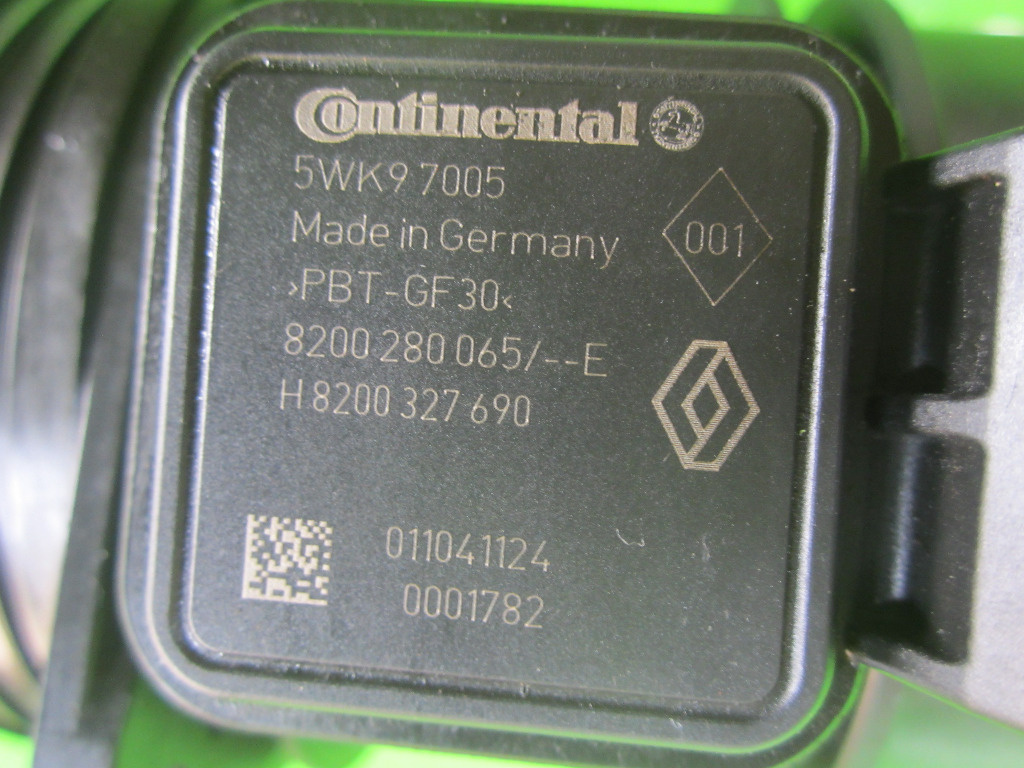 Continental
5WK9 7005
Made in Germany
001
>PBT-GF30<
8200 280 065/--E
H 8200 327 690
011041124
0001782